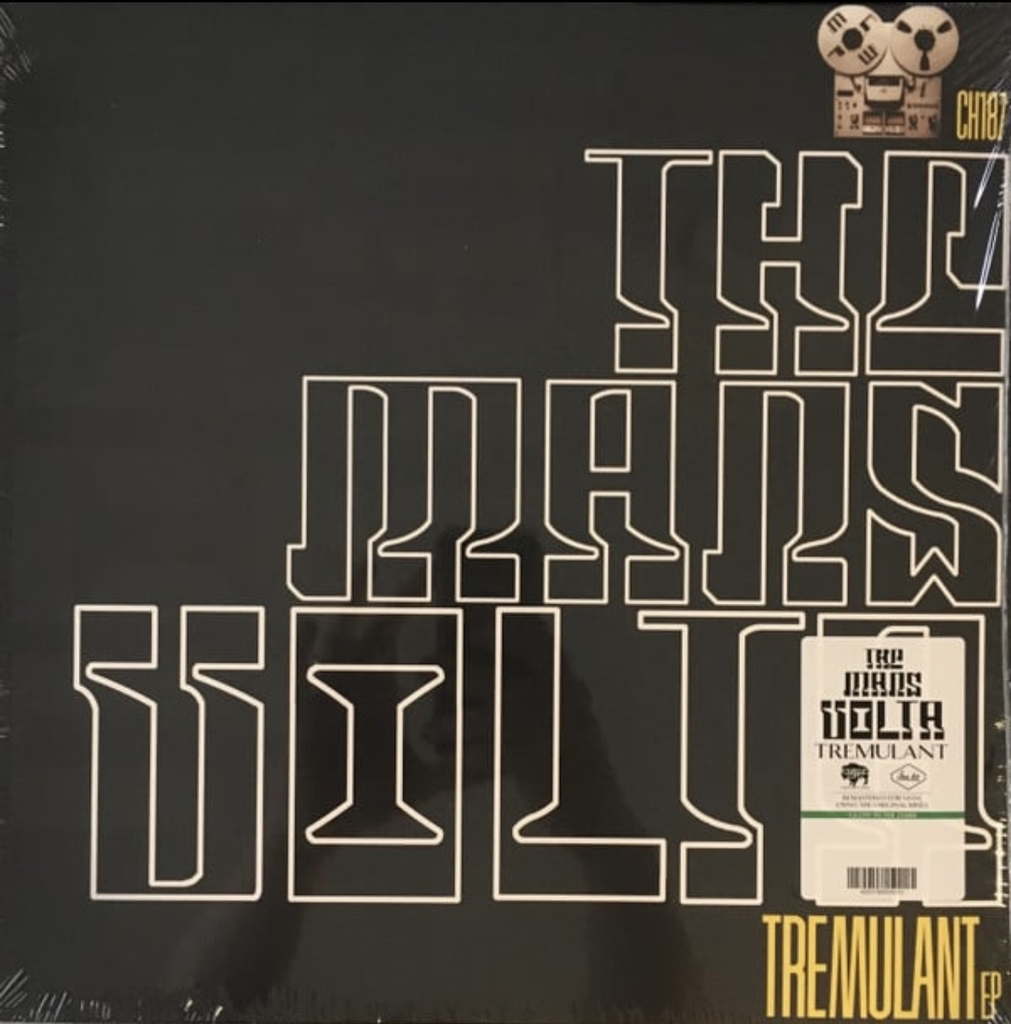 CH187
THE
MARS
VOLTA
THE
MARS
VOLTA
TREMULANT
TREMULANT EP